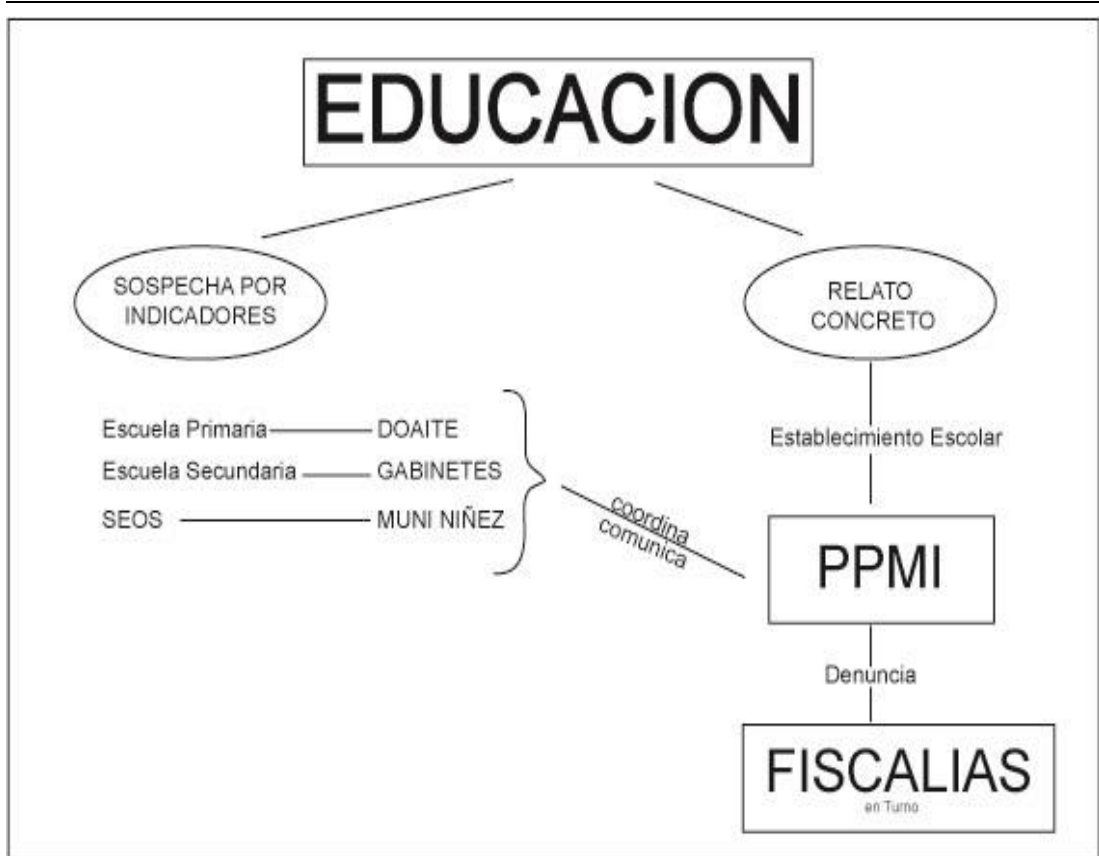 EDUCACION
SOSPECHA POR
INDICADORES
RELATO
CONCRETO
Escuela Primaria DOAITE
Escuela Secundaria GABINETES
SEOS MUNI NIÑEZ
coordina
comunica
Establecimiento Escolar
PPMI
Denuncia
FISCALIAS
en Turno